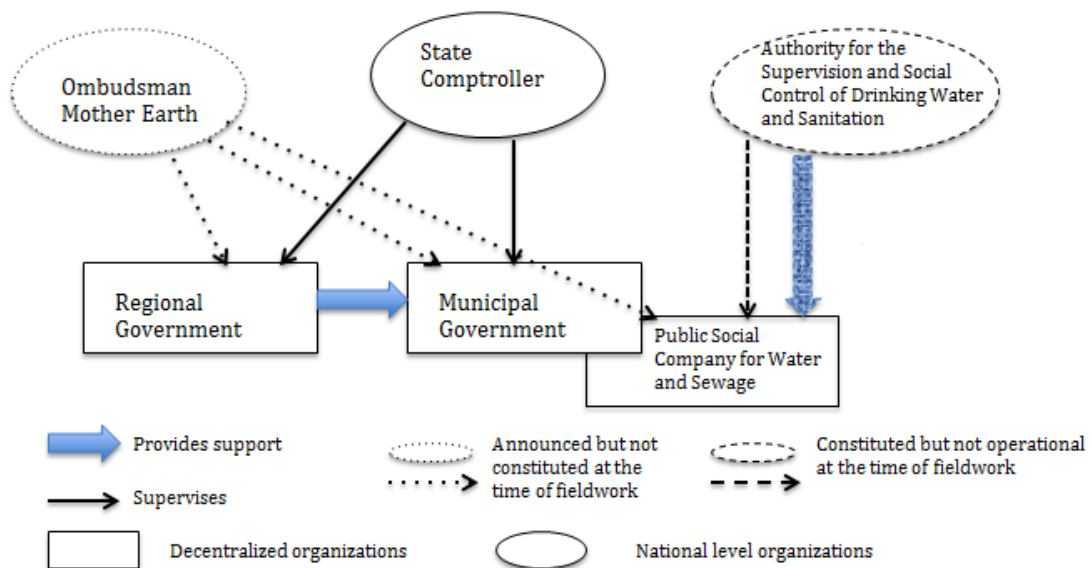 Ombudsman
Mother Earth
State
Comptroller
Authority for the
Supervision and Social
Control of Drinking Water
and Sanitation
Regional
Government
Municipal
Government
Public Social
Company for Water
and Sewage
Provides support
Supervises
Announced but not
constituted at the
time of fieldwork
Constituted but not operational
at the time of fieldwork
Decentralized organizations
National level organizations